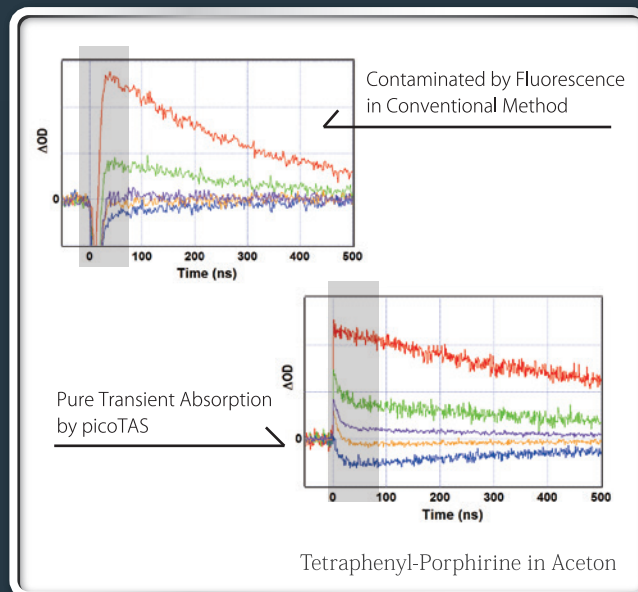 Contaminated by Fluorescence
in Conventional Method
ΔOD
0
0 100 200 300 400 500
Time (ns)
Pure Transient Absorption
by picoTAS
ΔOD
0
0 100 200 300 400 500
Time (ns)
Tetraphenyl-Porphirine in Aceton